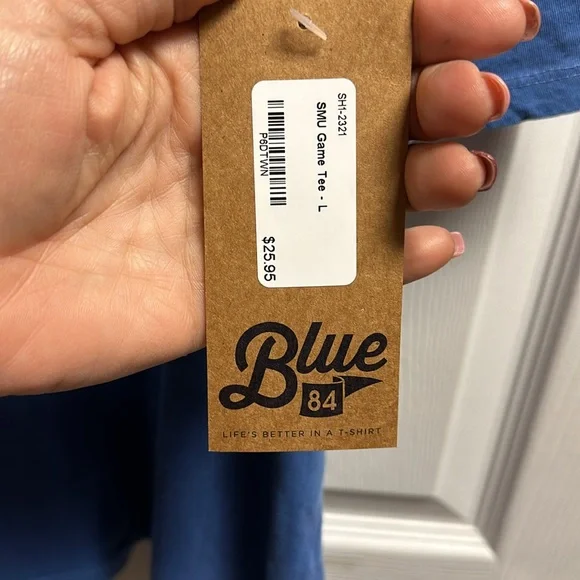 SH1-2321
SMU Game Tee - L
P6DTWN
$25.95
Blue
84
LIFE'S BETTER IN A T-SHIRT